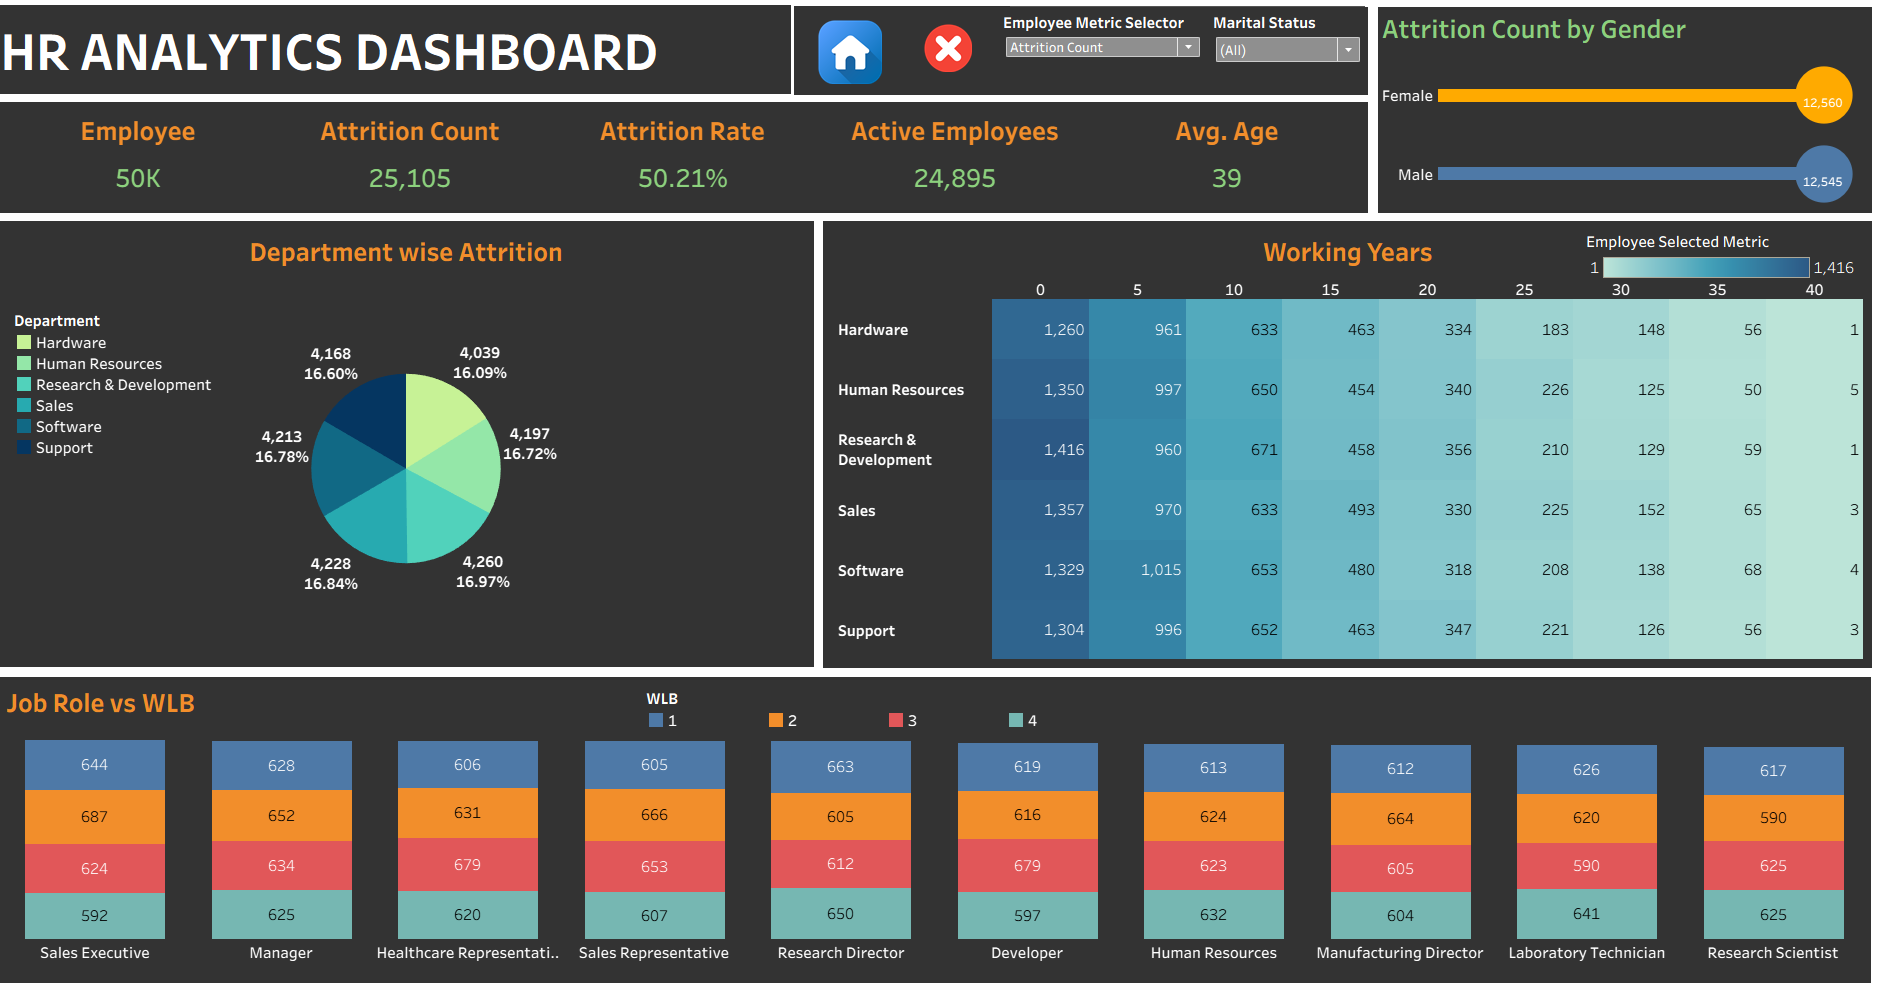 HR ANALYTICS DASHBOARD
Employee Metric Selector
Attrition Count
Marital Status
(All)
Attrition Count by Gender
Female
12,560
Male
12,545
Employee
50K
Attrition Count
25,105
Attrition Rate
50.21%
Active Employees
24,895
Avg. Age
39
Department wise Attrition
Department
Hardware
Human Resources
Research & Development
Sales
Software
Support
4,168
16.60%
4,039
16.09%
4,213
16.78%
4,197
16.72%
4,228
16.84%
4,260
16.97%
Working Years
Employee Selected Metric
1 1,416
0 5 10 15 20 25 30 35 40
Hardware 1,260 961 633 463 334 183 148 56 1
Human Resources 1,350 997 650 454 340 226 125 50 5
Research &
Development 1,416 960 671 458 356 210 129 59 1
Sales 1,357 970 633 493 330 225 152 65 3
Software 1,329 1,015 653 480 318 208 138 68 4
Support 1,304 996 652 463 347 221 126 56 3
Job Role vs WLB
WLB
1 2 3 4
644 628 606 605 663 619 613 612 626 617
687 652 631 666 605 616 624 664 620 590
624 634 679 653 612 679 623 605 590 625
592 625 620 607 650 597 632 604 641 625
Sales Executive Manager Healthcare Representati.. Sales Representative Research Director Developer Human Resources Manufacturing Director Laboratory Technician Research Scientist